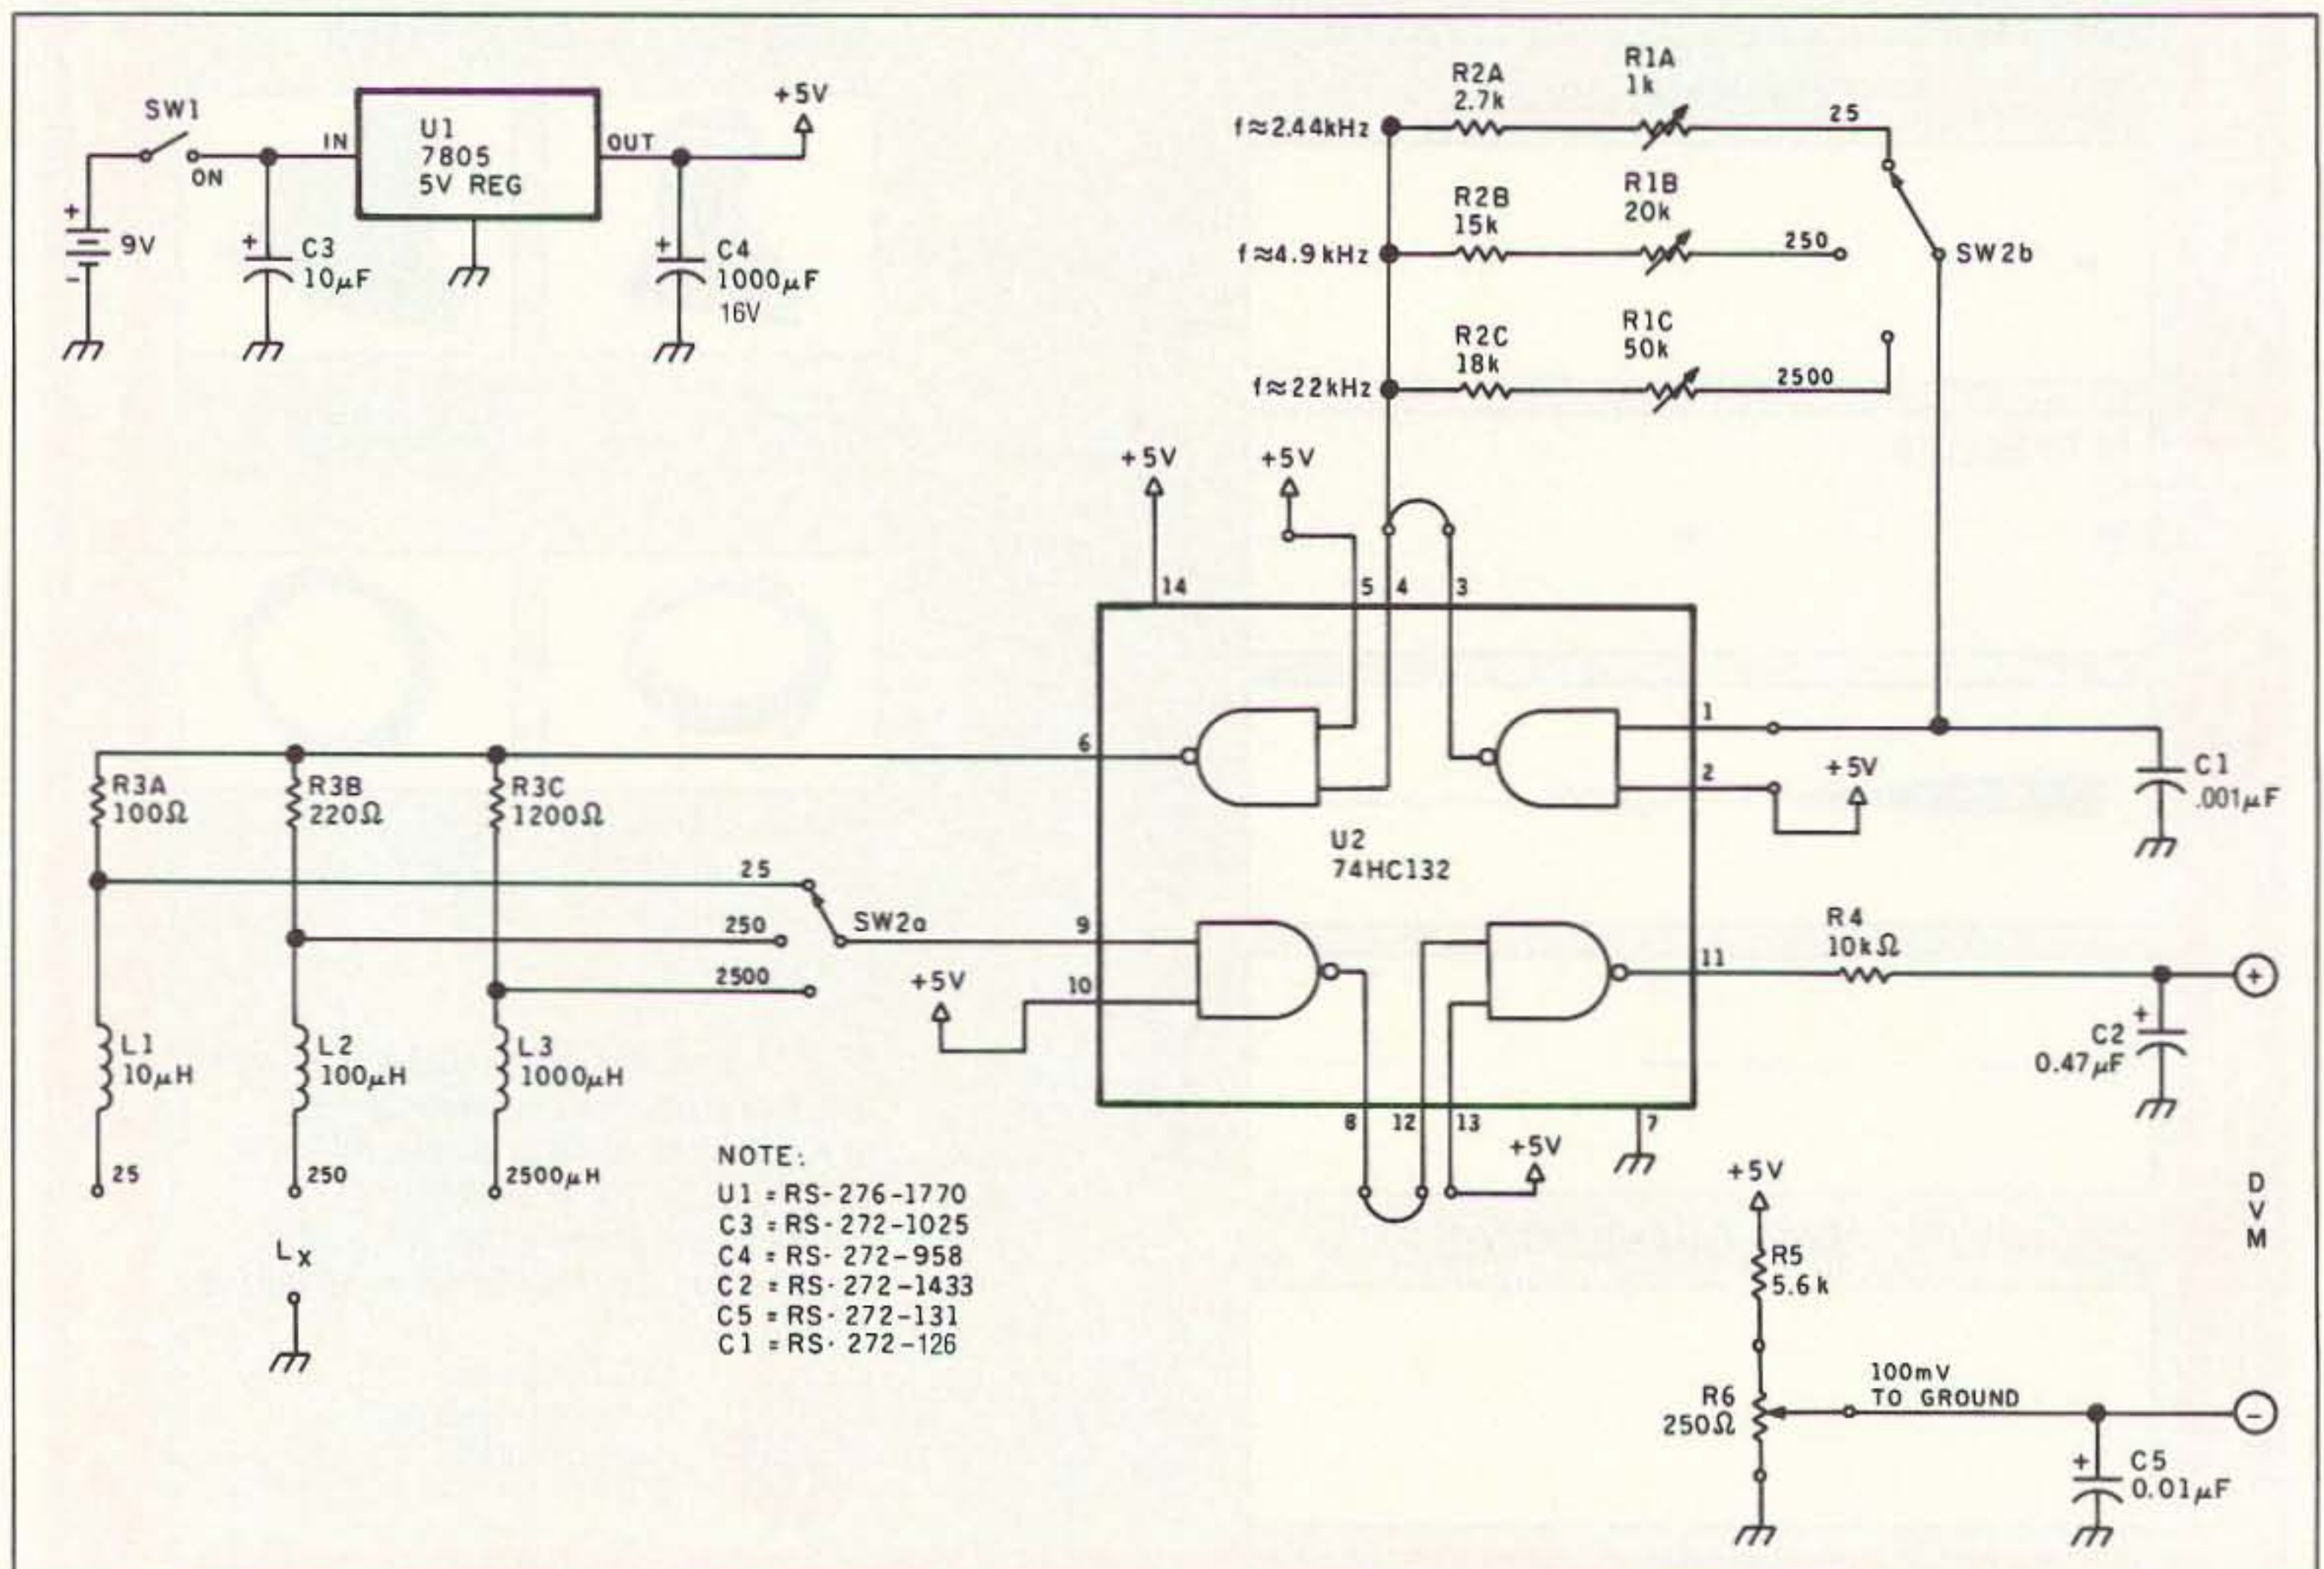 SW1
ON
+
9V
-
+
C3
10μF
IN
U1
7805
5V REG
OUT
+5V
+
C4
1000μF
16V
f≈2.44kHz
R2A
2.7k
R1A
1k
25
f≈4.9kHz
R2B
15k
R1B
20k
250
SW2b
f≈22kHz
R2C
18k
R1C
50k
2500
+5V
+5V
14
5
4
3
6
1
2
+5V
C1
.001μF
U2
74HC132
R3A
100Ω
R3B
220Ω
R3C
1200Ω
25
250
2500
SW2a
9
+5V
10
11
R4
10kΩ
+
+
C2
0.47μF
L1
10μH
L2
100μH
L3
1000μH
25
250
2500μH
LX
8
12
13
+5V
7
NOTE:
U1 = RS-276-1770
C3 = RS-272-1025
C4 = RS-272-958
C2 = RS-272-1433
C5 = RS-272-131
C1 = RS-272-126
+5V
R5
5.6k
R6
250Ω
100mV
TO GROUND
D
V
M
-
+
C5
0.01μF